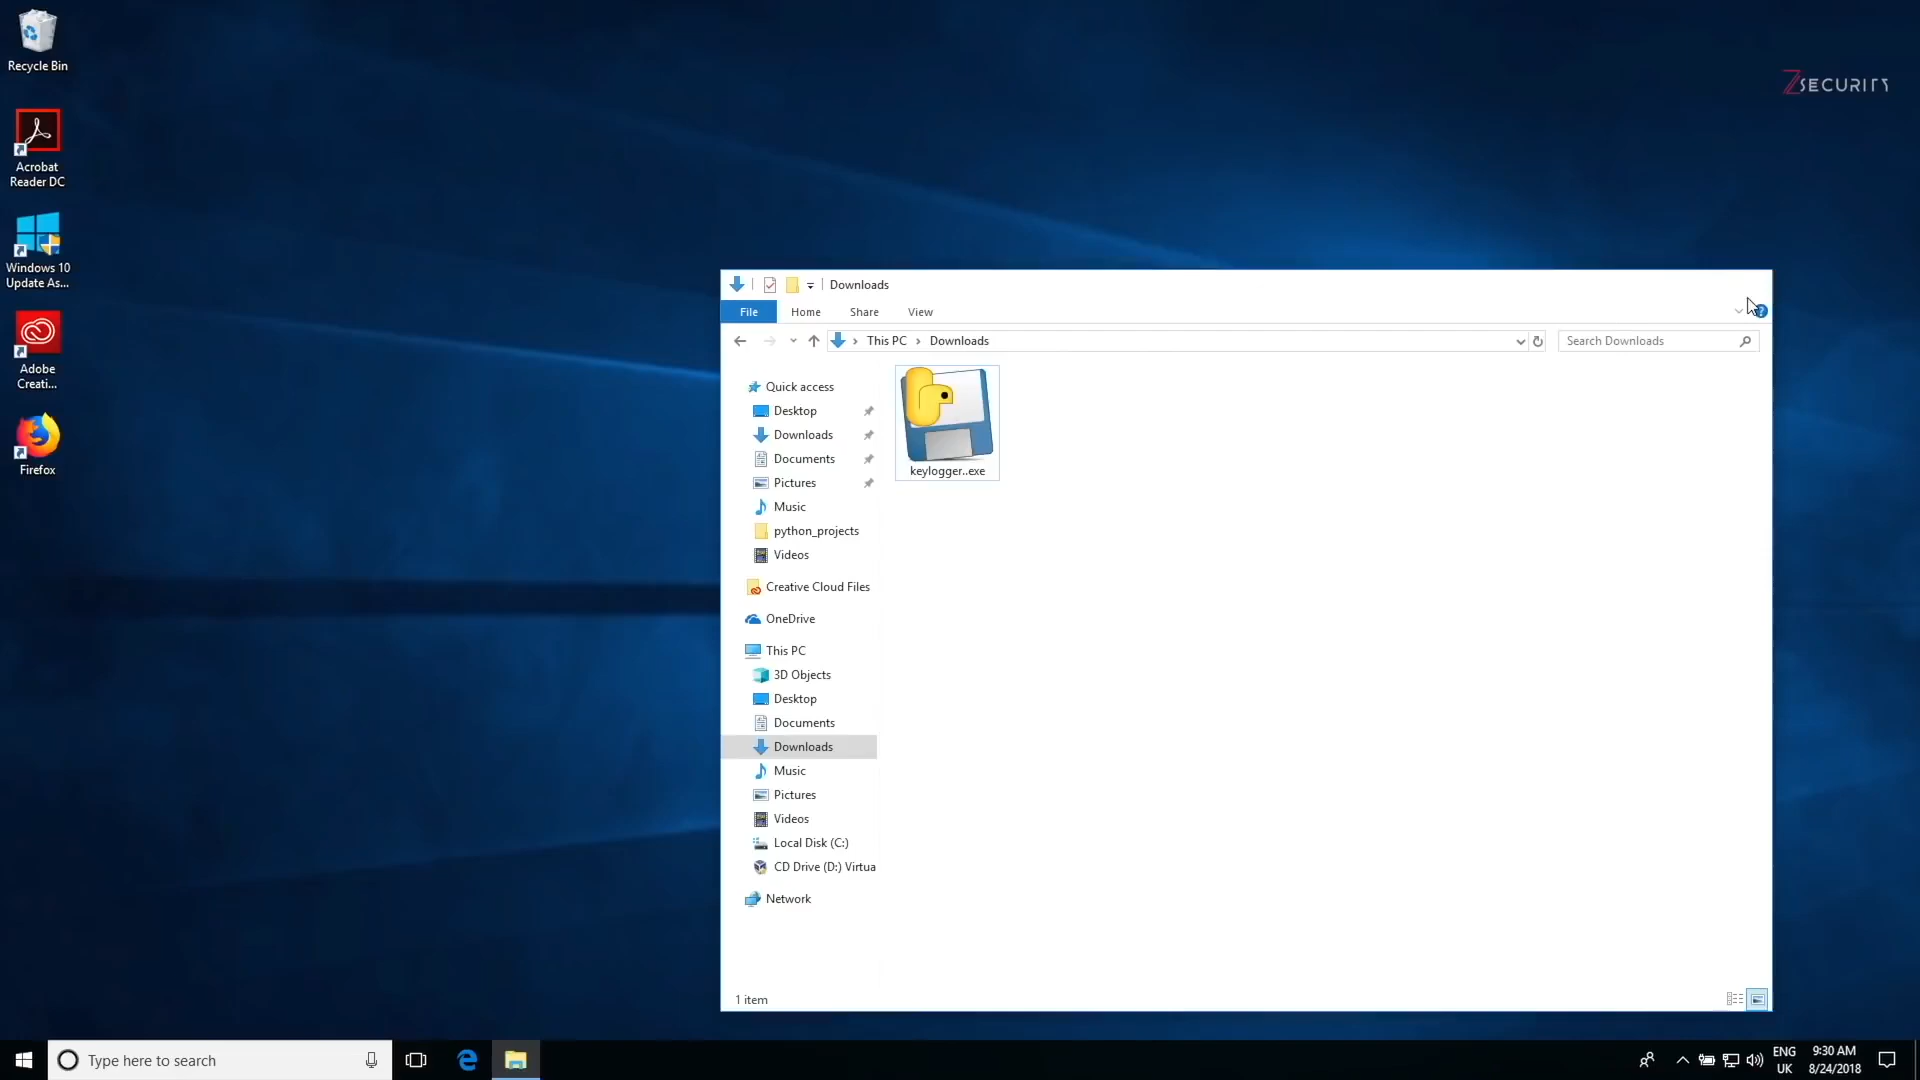 Recycle Bin
ZSECURITY
Acrobat
Reader DC
Windows 10
Update As...
Adobe
Creati...
Firefox
Downloads
File Home Share View
This PC Downloads
Search Downloads
Quick access
Desktop
Downloads
Documents
Pictures
Music
python_projects
Videos
Creative Cloud Files
OneDrive
This PC
3D Objects
Desktop
Documents
Downloads
Music
Pictures
Videos
Local Disk (C:)
CD Drive (D:) Virtua
Network
keylogger..exe
1 item
Type here to search
ENG
UK
9:30 AM
8/24/2018